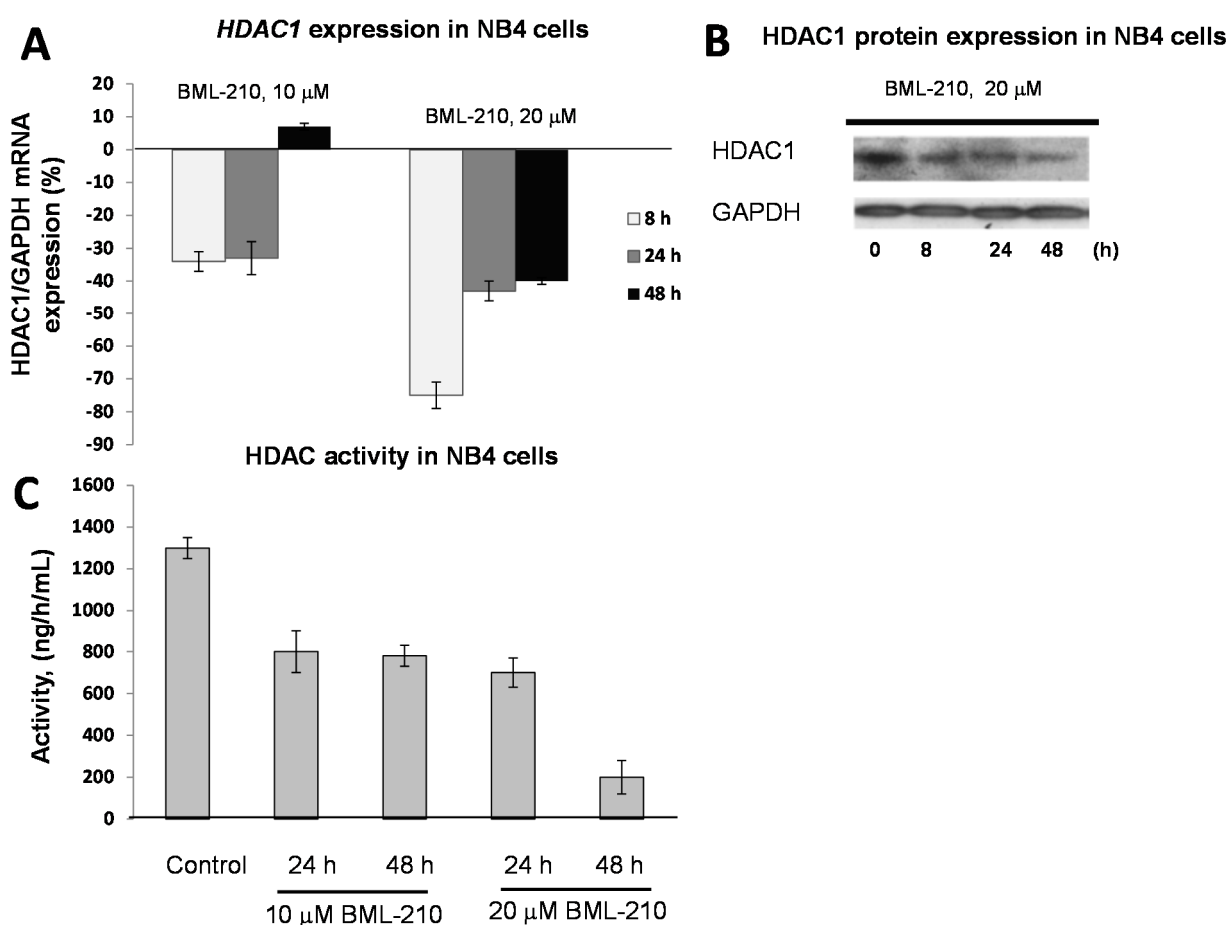 A
HDAC1 expression in NB4 cells
HDAC1/GAPDH mRNA
expression (%)
20
10
0
-10
-20
-30
-40
-50
-60
-70
-80
-90
BML-210, 10 μM
BML-210, 20 μM
8 h
24 h
48 h
B
HDAC1 protein expression in NB4 cells
BML-210, 20 μM
HDAC1
GAPDH
0 8 24 48 (h)
C
HDAC activity in NB4 cells
Activity, (ng/h/mL)
1600
1400
1200
1000
800
600
400
200
0
Control 24 h 48 h 24 h 48 h
10 μM BML-210 20 μM BML-210